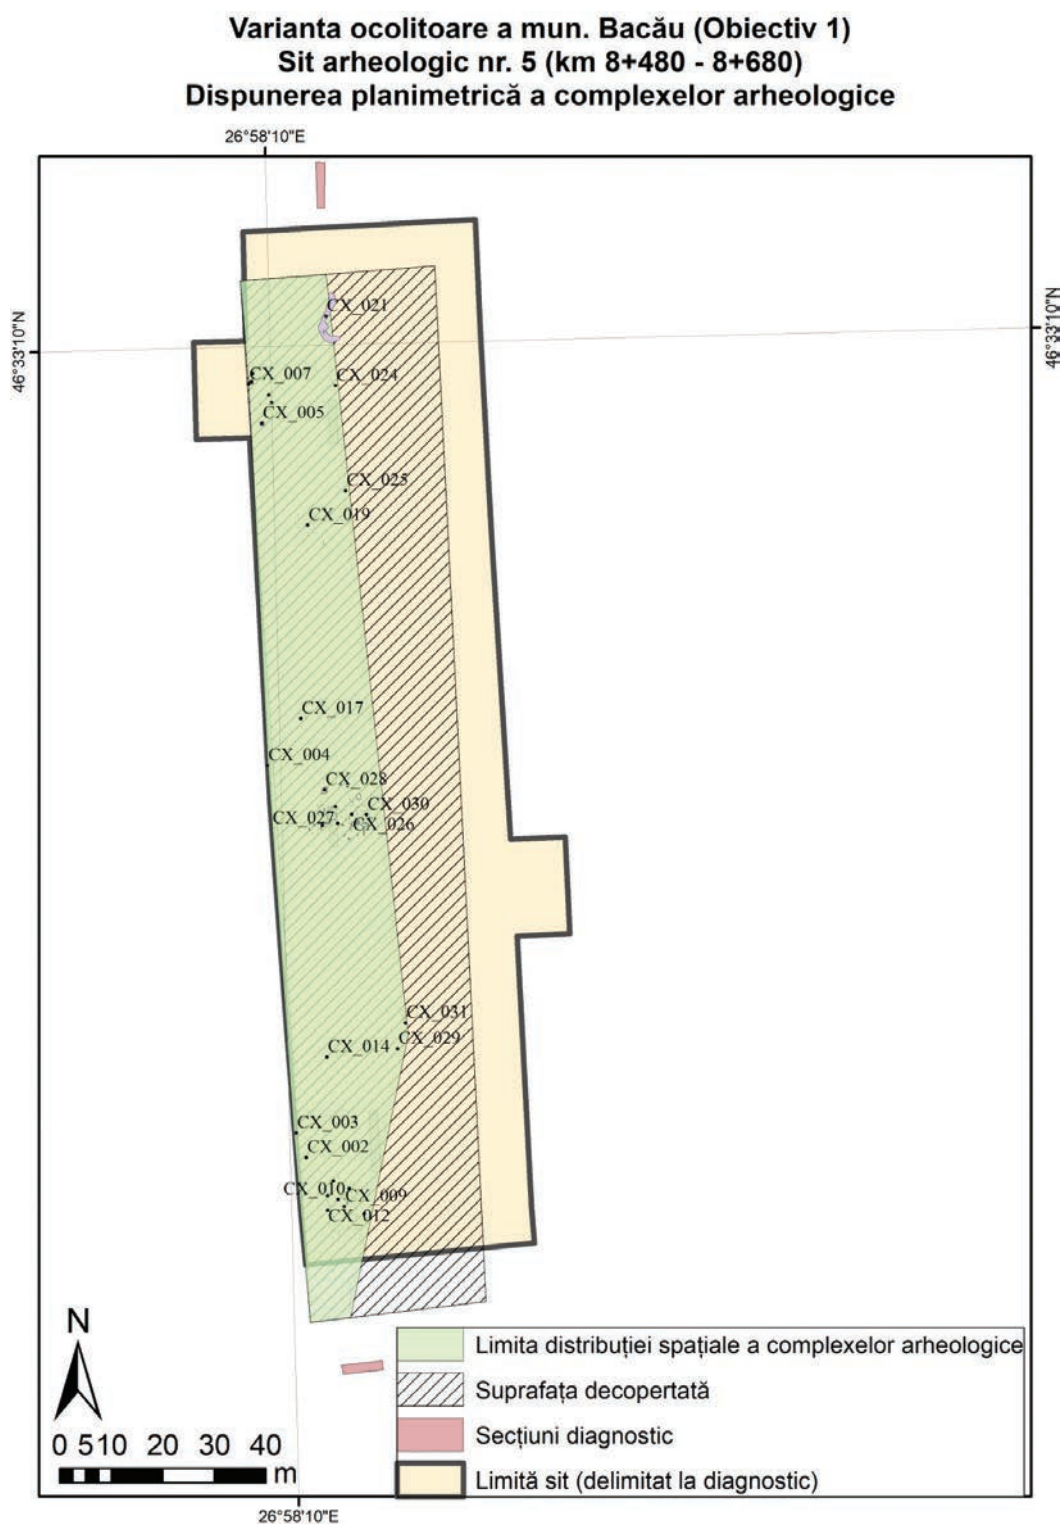 Varianta ocolitoare a mun. Bacău (Obiectiv 1)
Sit arheologic nr. 5 (km 8+480 - 8+680)
Dispunerea planimetrică a complexelor arheologice
26°58'10"E
46°33'10"N
46°33'10"N
CX_021
CX_007
CX_024
CX_005
CX_025
CX_019
CX_017
CX_004
CX_028
CX_030
CX_027
CX_026
CX_031
CX_029
CX_014
CX_003
CX_002
CX_010
CX_009
CX_012
N
0 5 10 20 30 40
m
Limita distribuției spațiale a complexelor arheologice
Suprafața decopertată
Secțiuni diagnostic
Limită sit (delimitat la diagnostic)
26°58'10"E